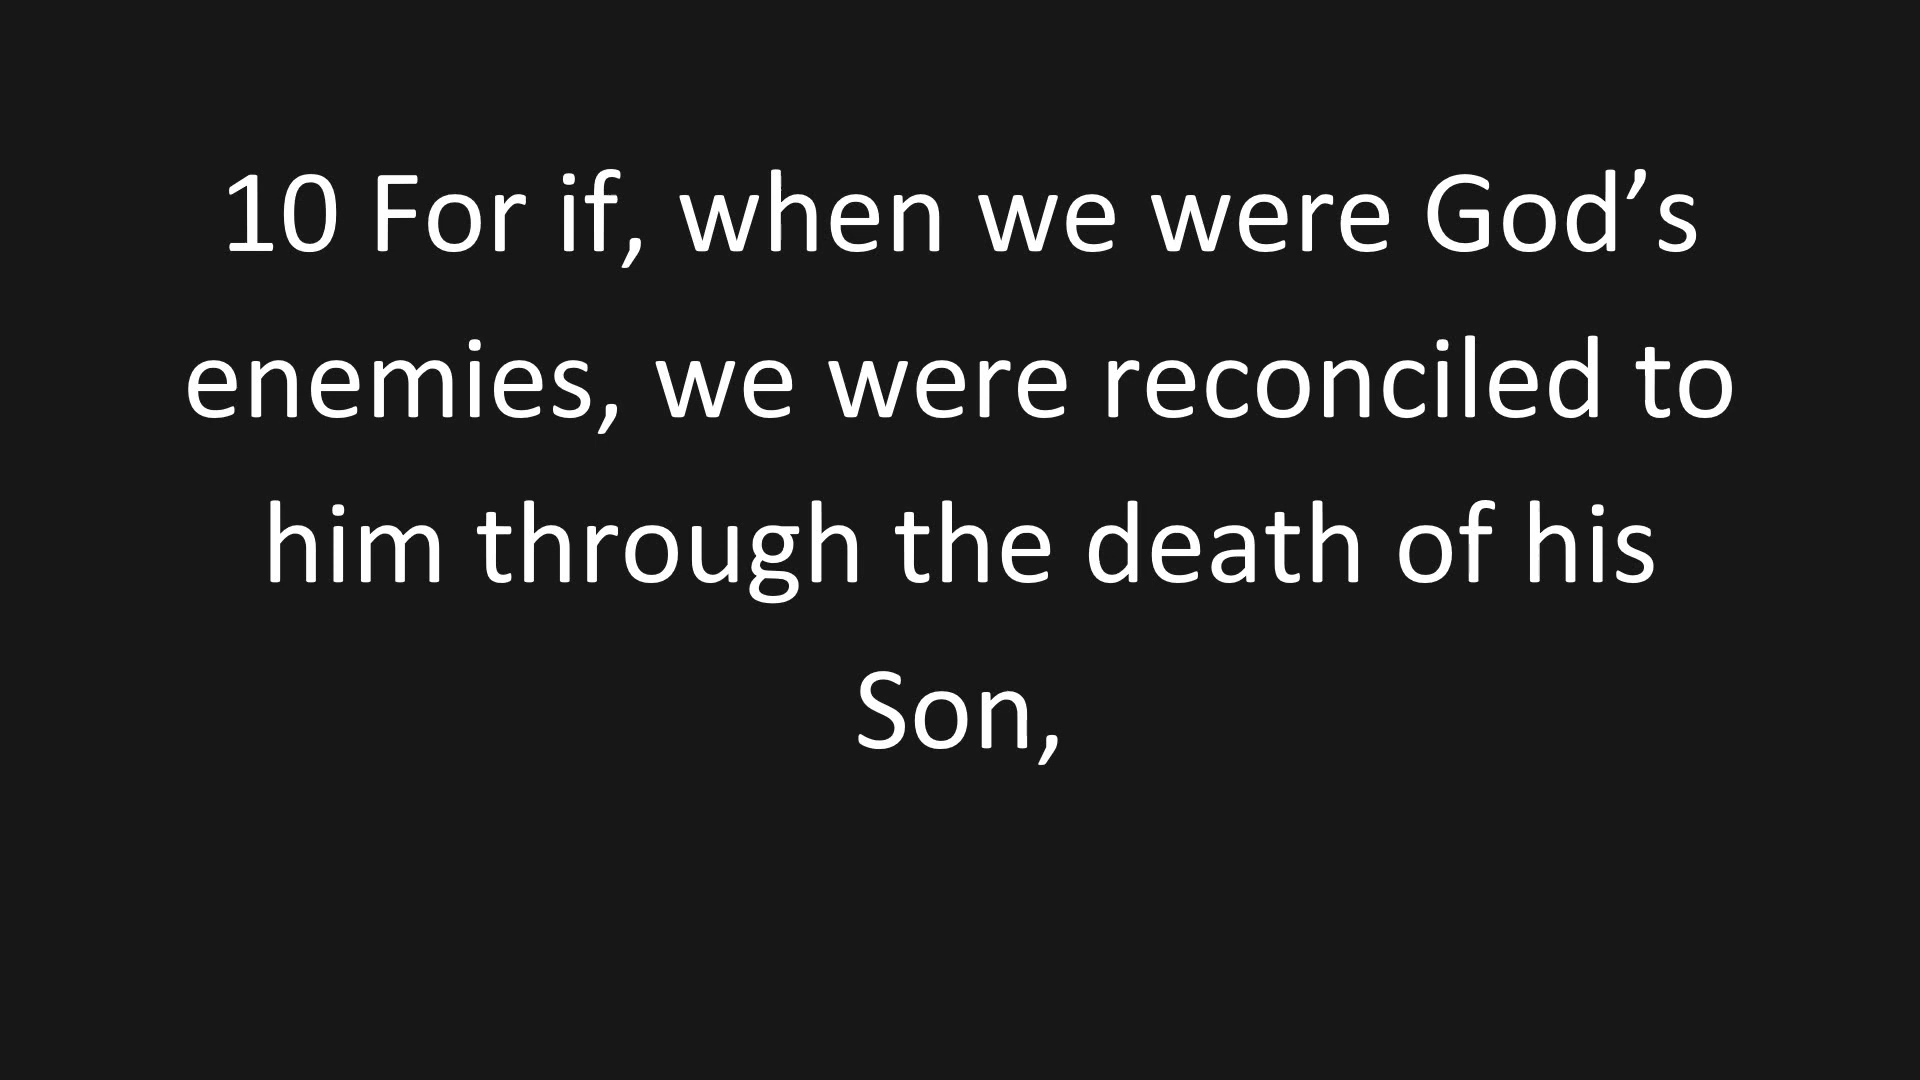 10 For if, when we were God’s
enemies, we were reconciled to
him through the death of his
Son,